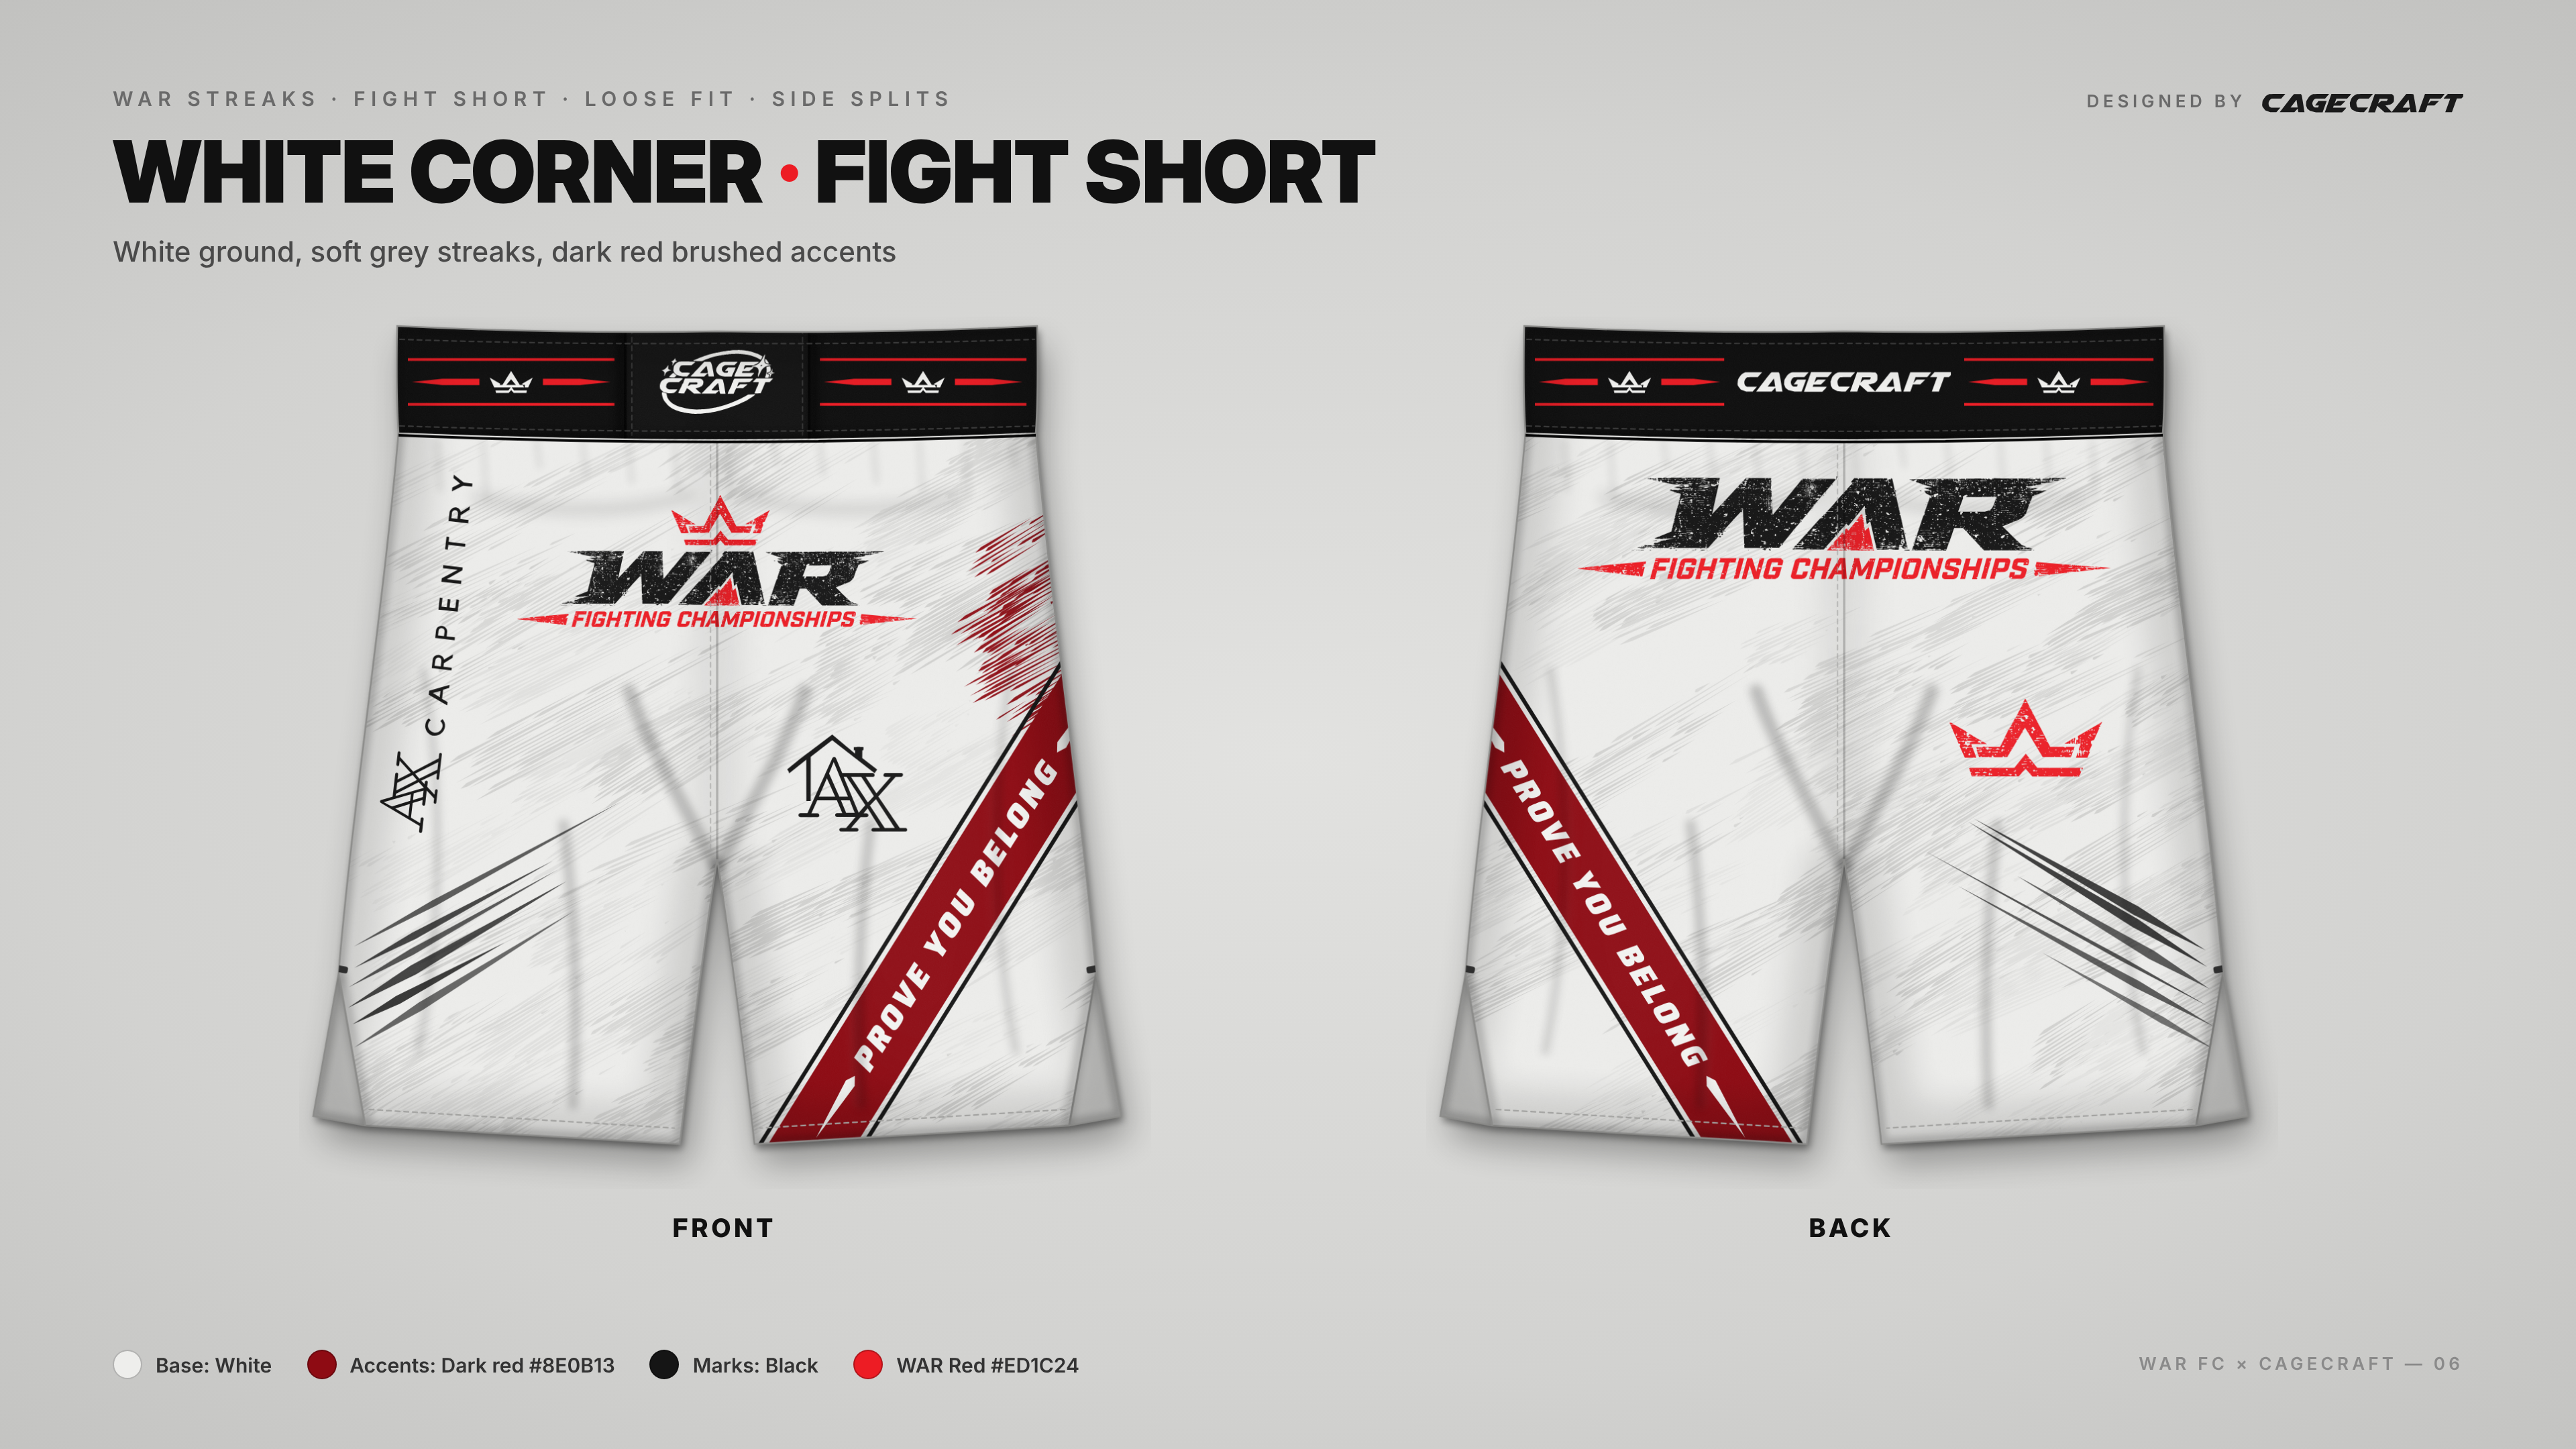 WAR STREAKS · FIGHT SHORT · LOOSE FIT · SIDE SPLITS
DESIGNED BY CAGECRAFT
WHITE CORNER · FIGHT SHORT
White ground, soft grey streaks, dark red brushed accents
CAGE
CRAFT
AX CARPENTRY
WAR
FIGHTING CHAMPIONSHIPS
AX
PROVE YOU BELONG
CAGECRAFT
WAR
FIGHTING CHAMPIONSHIPS
PROVE YOU BELONG
FRONT
BACK
Base: White
Accents: Dark red #8E0B13
Marks: Black
WAR Red #ED1C24
WAR FC × CAGECRAFT — 06